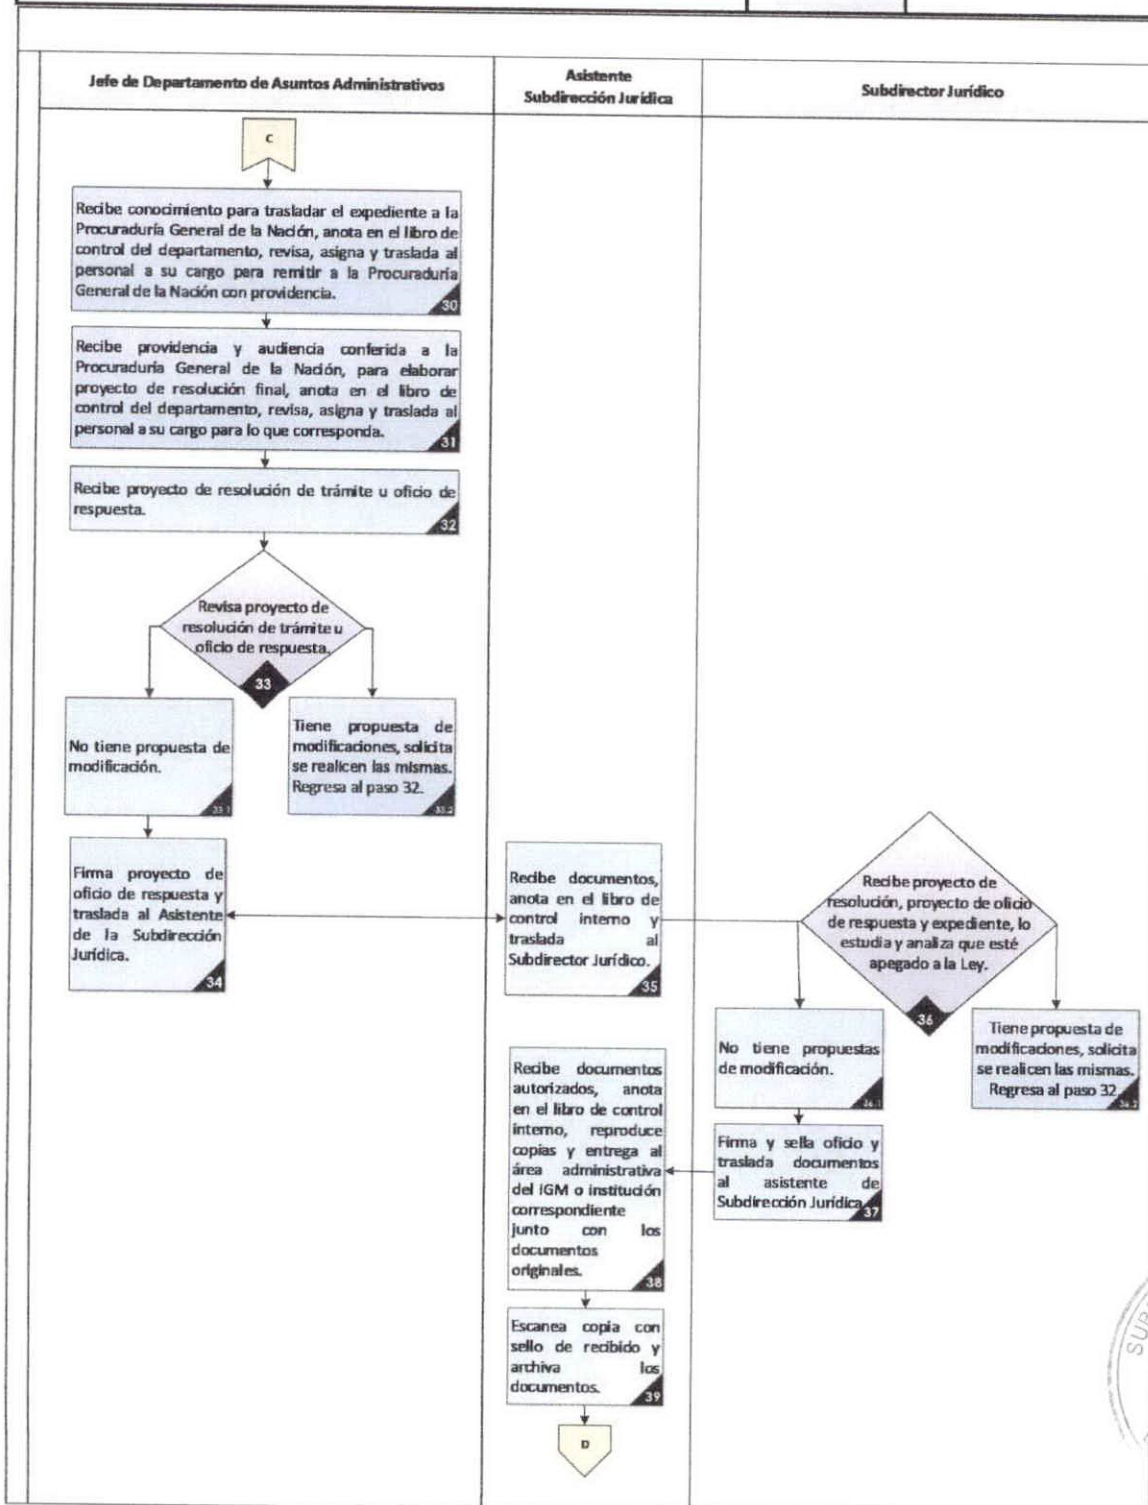 Jefe de Departamento de Asuntos Administrativos
Asistente
Subdirección Jurídica
Subdirector Jurídico
C
Recibe conocimiento para trasladar el expediente a la
Procuraduría General de la Nación, anota en el libro de
control del departamento, revisa, asigna y traslada al
personal a su cargo para remitir a la Procuraduría
General de la Nación con providencia.
30
Recibe providencia y audiencia conferida a la
Procuraduría General de la Nación, para elaborar
proyecto de resolución final, anota en el libro de
control del departamento, revisa, asigna y traslada al
personal a su cargo para lo que corresponda.
31
Recibe proyecto de resolución de trámite u oficio de
respuesta.
32
Revisa proyecto de
resolución de trámite u
oficio de respuesta.
33
No tiene propuesta de
modificación.
33.1
Tiene propuesta de
modificaciones, solicita
se realicen las mismas.
Regresa al paso 32.
33.2
Firma proyecto de
oficio de respuesta y
traslada al Asistente
de la Subdirección
Jurídica.
34
Recibe documentos,
anota en el libro de
control interno y
traslada al
Subdirector Jurídico.
35
Recibe proyecto de
resolución, proyecto de oficio
de respuesta y expediente, lo
estudia y analiza que esté
apegado a la Ley.
36
No tiene propuestas
de modificación.
36.1
Tiene propuesta de
modificaciones, solicita
se realicen las mismas.
Regresa al paso 32.
36.2
Firma y sella oficio y
traslada documentos
al asistente de
Subdirección Jurídica
37
Recibe documentos
autorizados, anota
en el libro de control
interno, reproduce
copias y entrega al
área administrativa
del IGM o institución
correspondiente
junto con los
documentos
originales.
38
Escanea copia con
sello de recibido y
archiva los
documentos.
39
D